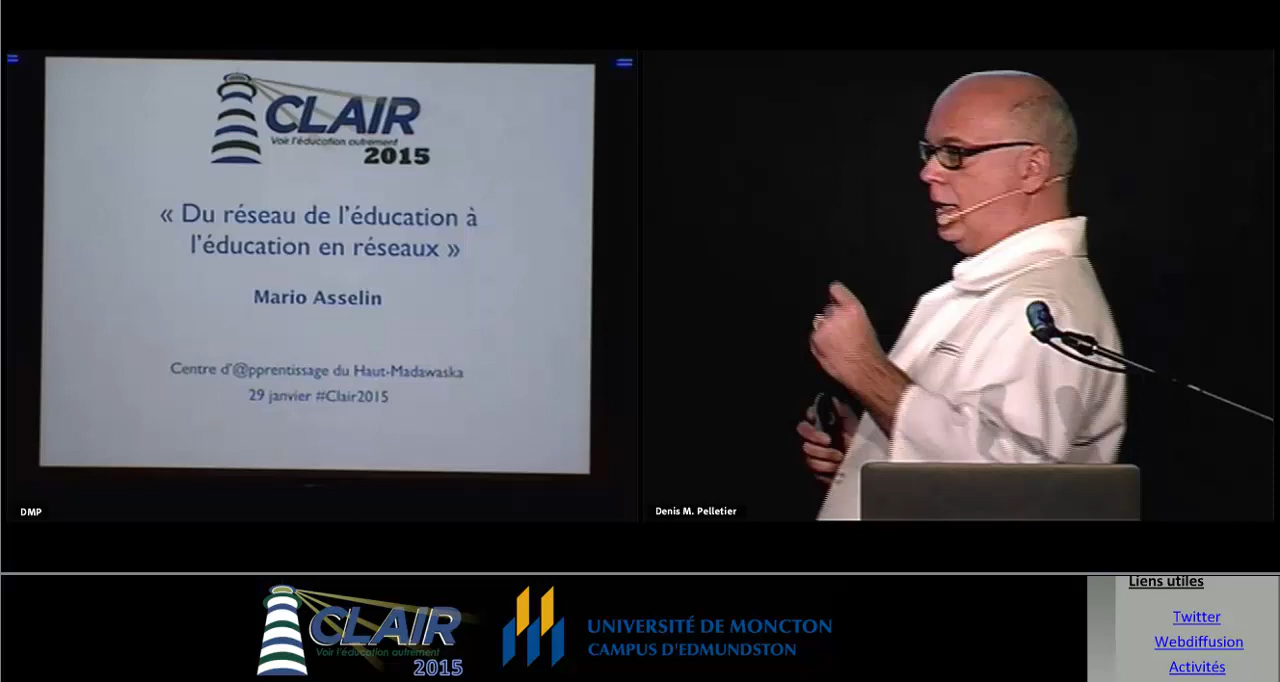 CLAIR
Voir l'éducation autrement
2015
« Du réseau de l'éducation à
l'éducation en réseaux »
Mario Asselin
Centre d'@pprentissage du Haut-Madawaska
29 janvier #Clair2015
DMP
Denis M. Pelletier
CLAIR
Voir l'éducation autrement
2015
UNIVERSITÉ DE MONCTON
CAMPUS D'EDMUNDSTON
Liens utiles
Twitter
Webdiffusion
Activités